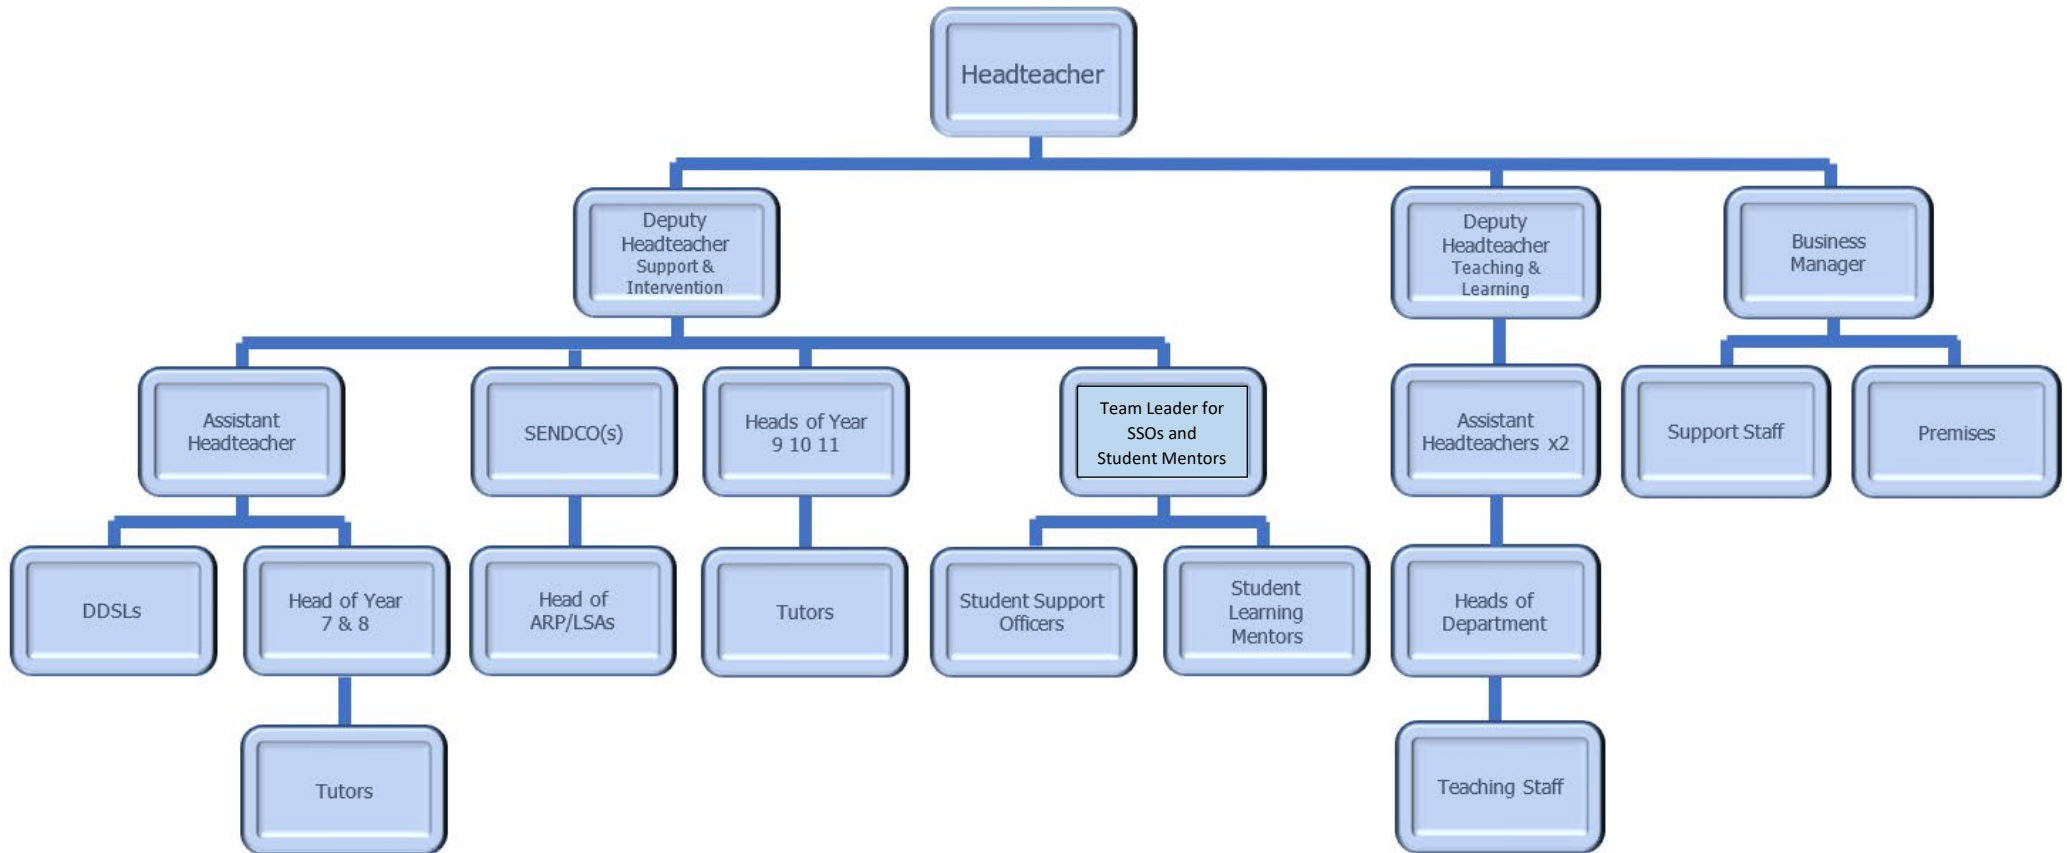 Headteacher
Deputy
Headteacher
Support &
Intervention
Deputy
Headteacher
Teaching &
Learning
Business
Manager
Assistant
Headteacher
SENDCO(s)
Heads of Year
9 10 11
Team Leader for
SSOs and
Student Mentors
Assistant
Headteachers x2
Support Staff
Premises
DDSLs
Head of Year
7 & 8
Head of
ARP/LSAs
Tutors
Student Support
Officers
Student
Learning
Mentors
Heads of
Department
Tutors
Teaching Staff